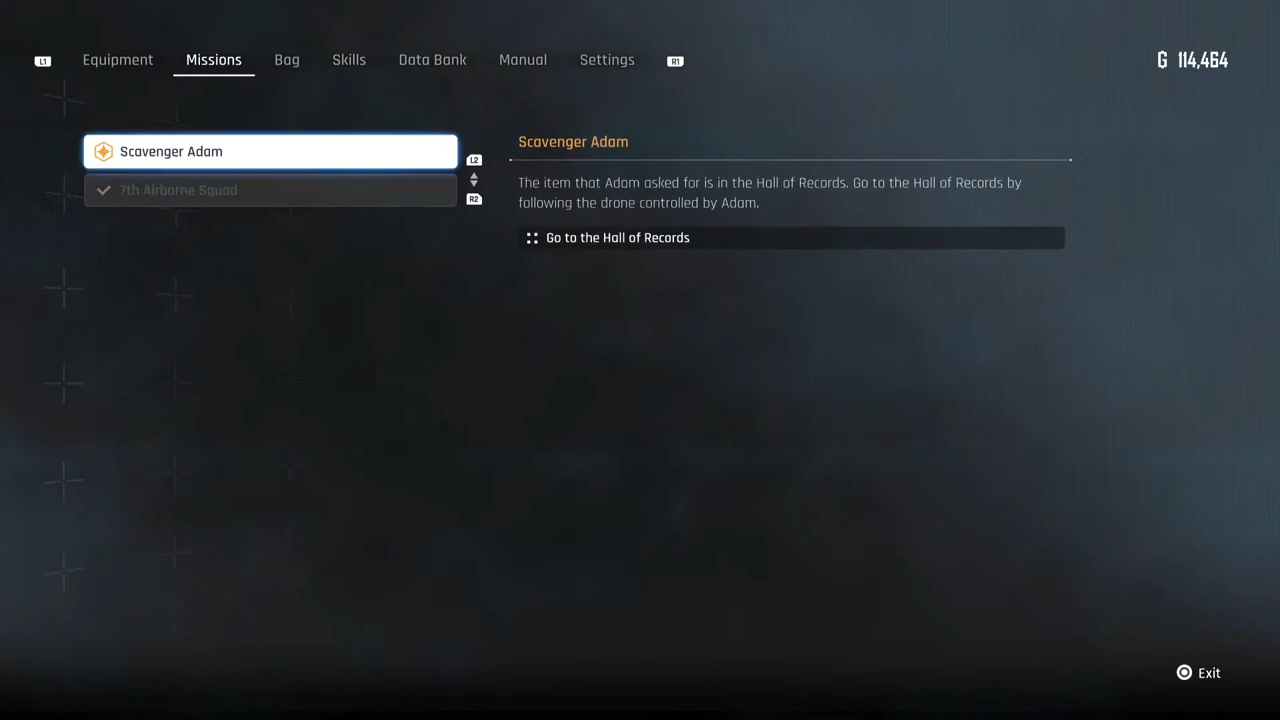 L1 Equipment Missions Bag Skills Data Bank Manual Settings R1 G 114,464
Scavenger Adam
7th Airborne Squad
L2
R2
Scavenger Adam
The item that Adam asked for is in the Hall of Records. Go to the Hall of Records by
following the drone controlled by Adam.
Go to the Hall of Records
Exit